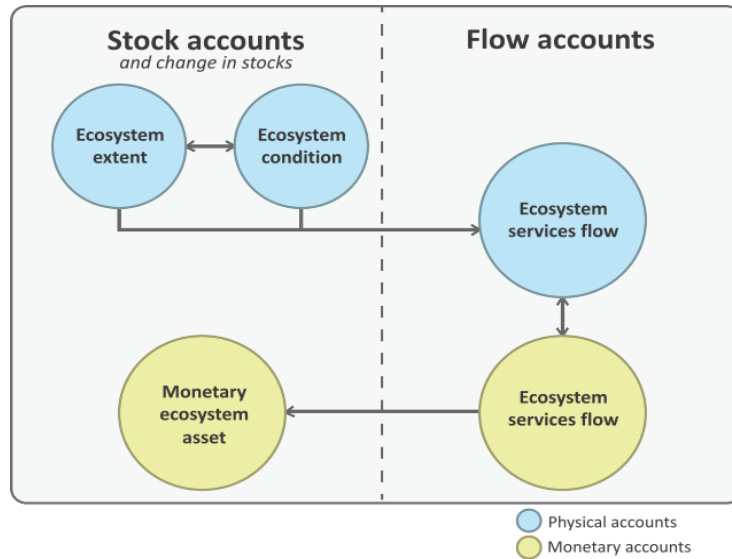 Stock accounts
and change in stocks
Flow accounts
Ecosystem
extent
Ecosystem
condition
Ecosystem
services flow
Monetary
ecosystem
asset
Ecosystem
services flow
Physical accounts
Monetary accounts